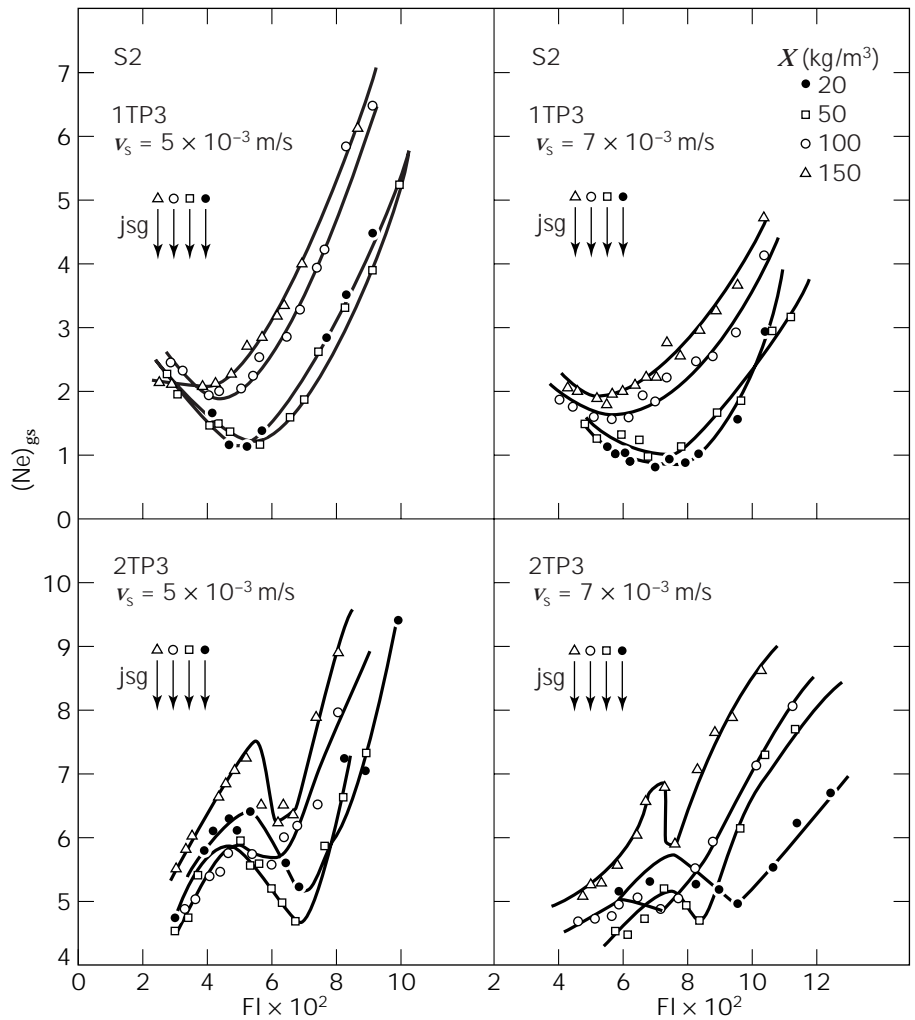 S2
1TP3
vₛ = 5 × 10⁻³ m/s
jsg
S2
1TP3
vₛ = 7 × 10⁻³ m/s
jsg
X (kg/m³)
20
50
100
150
7
6
5
4
3
2
1
0
(Ne)gs
2TP3
vₛ = 5 × 10⁻³ m/s
jsg
2TP3
vₛ = 7 × 10⁻³ m/s
jsg
10
9
8
7
6
5
4
0 2 4 6 8 10 2 4 6 8 10 12
Fl × 10² Fl × 10²